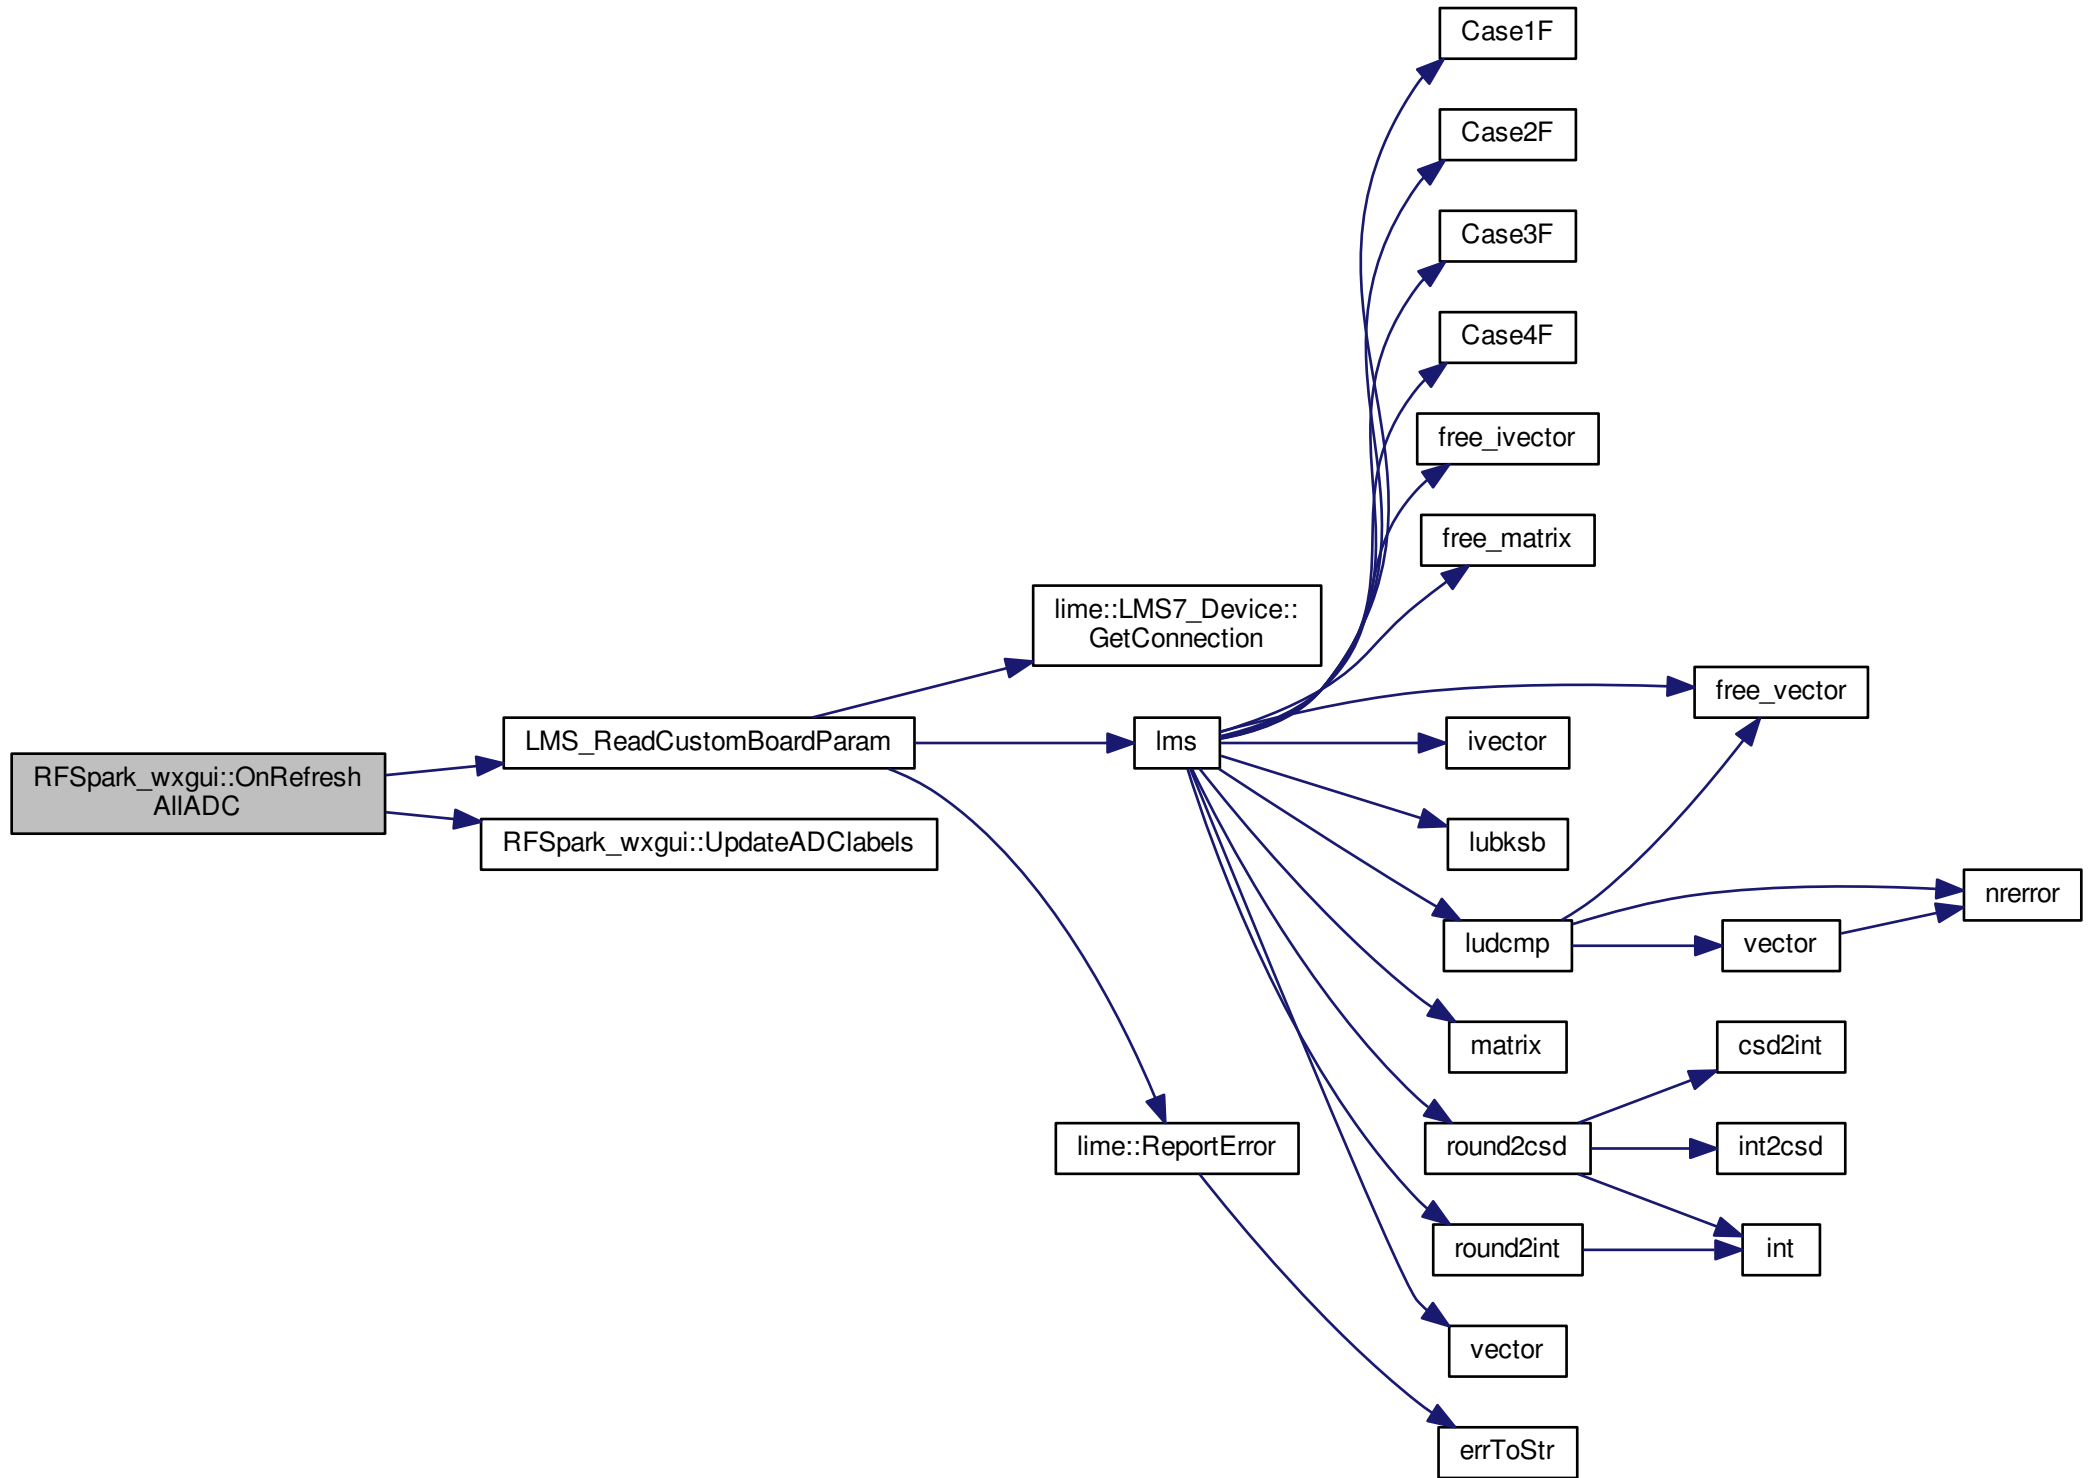 Case1F
Case2F
Case3F
Case4F
free_ivector
free_matrix
lime::LMS7_Device::
GetConnection
free_vector
LMS_ReadCustomBoardParam
lms
ivector
RFSpark_wxgui::OnRefresh
AllADC
RFSpark_wxgui::UpdateADClabels
lubksb
nrerror
ludcmp
vector
matrix
csd2int
lime::ReportError
round2csd
int2csd
round2int
int
vector
errToStr